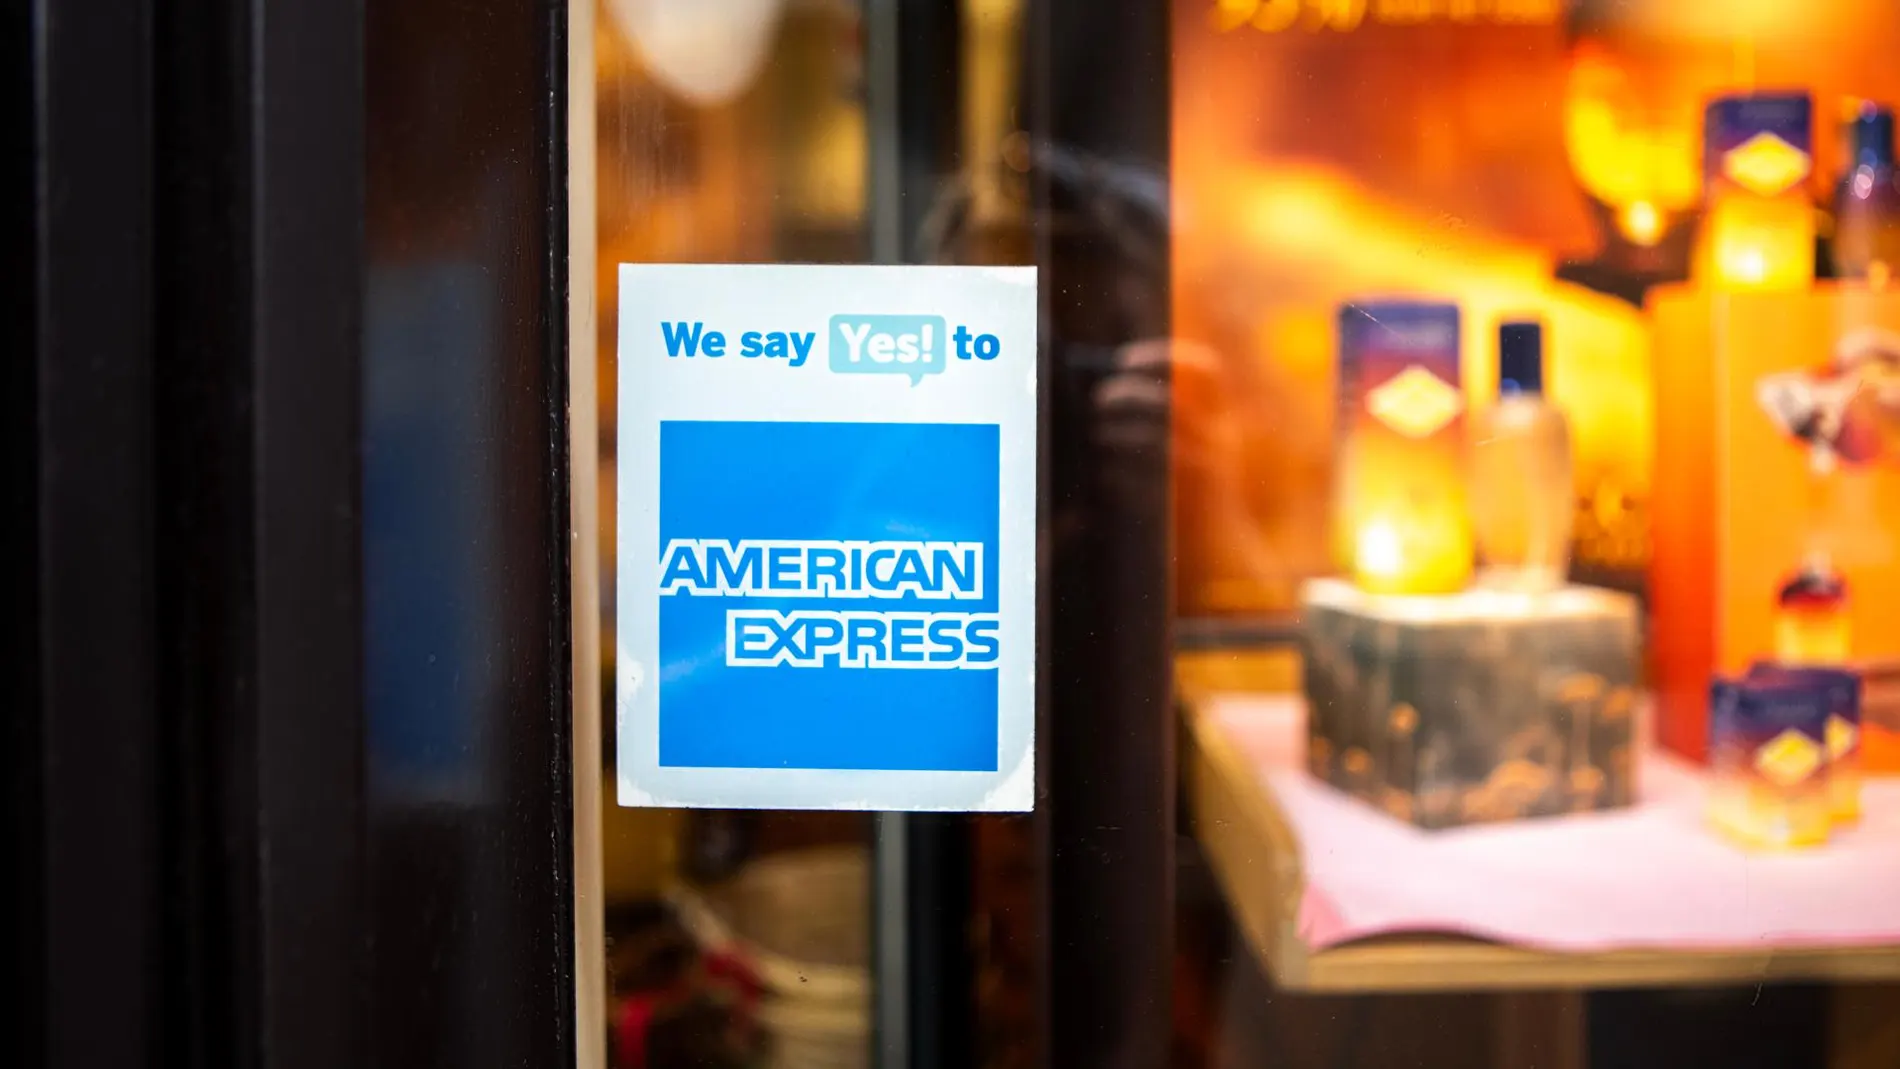 We say Yes! to
AMERICAN
EXPRESS